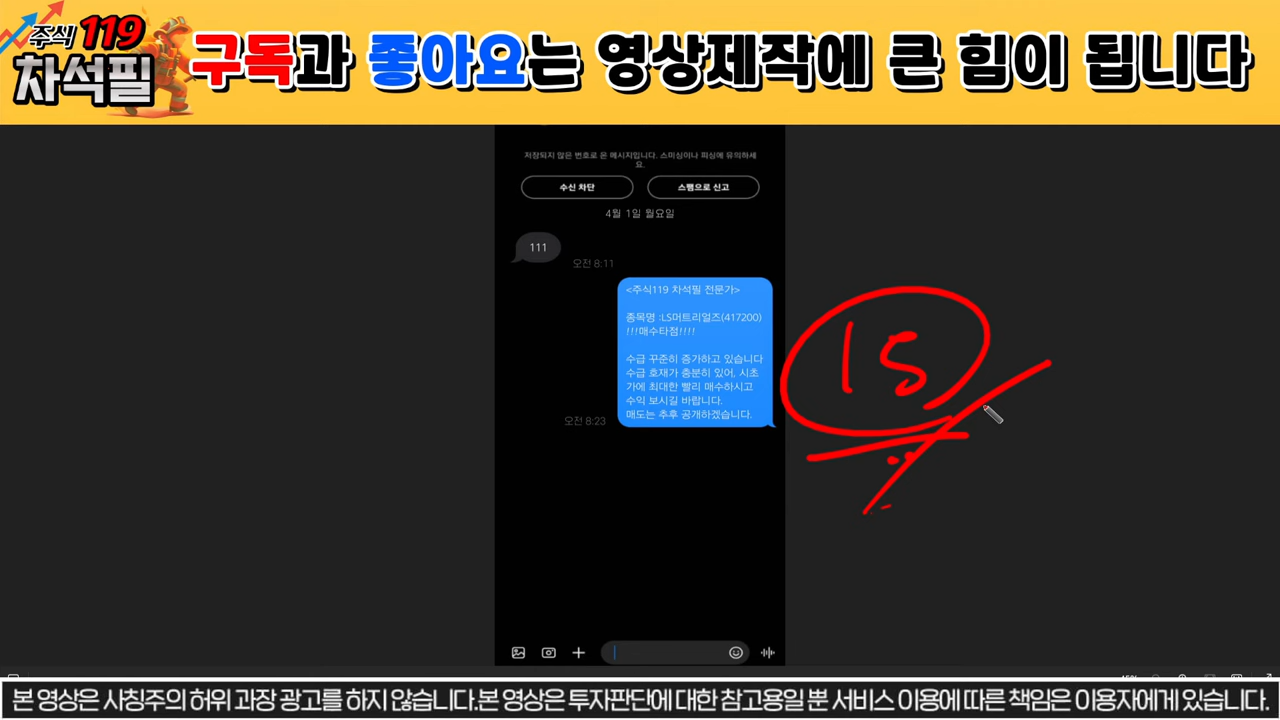 주식 119
차석필
구독과 좋아요는 영상제작에 큰 힘이 됩니다
저장되지 않은 번호로 온 메시지입니다. 스미싱이나 피싱에 유의하세
요.
수신 차단
스팸으로 신고
4월 1일 월요일
111
오전 8:11
<주식119 차석필 전문가>
종목명 :LS머트리얼즈(417200)
!!!매수타점!!!!
수급 꾸준히 증가하고 있습니다
수급 호재가 충분히 있어, 시초
가에 최대한 빨리 매수하시고
수익 보시길 바랍니다.
매도는 추후 공개하겠습니다.
오전 8:23
15
본 영상은 사칭주의 허위 과장 광고를 하지 않습니다.본 영상은 투자판단에 대한 참고용일 뿐 서비스 이용에 따른 책임은 이용자에게 있습니다.